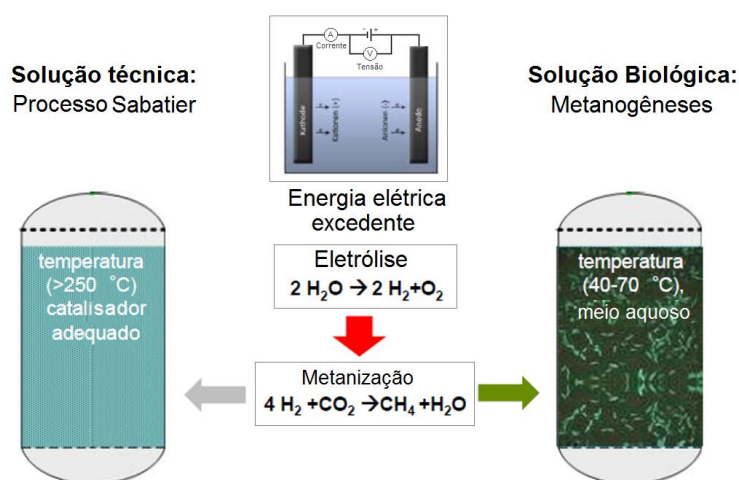 Solução técnica:
Processo Sabatier
A
Corrente
- +
V
Tensão
Kathode
Kationen (+)
Anionen (-)
Anode
Energia elétrica
excedente
Solução Biológica:
Metanogêneses
Eletrólise
2 H₂O → 2 H₂+O₂
temperatura
(>250 °C)
catalisador
adequado
temperatura
(40-70 °C),
meio aquoso
Metanização
4 H₂ +CO₂ →CH₄ +H₂O